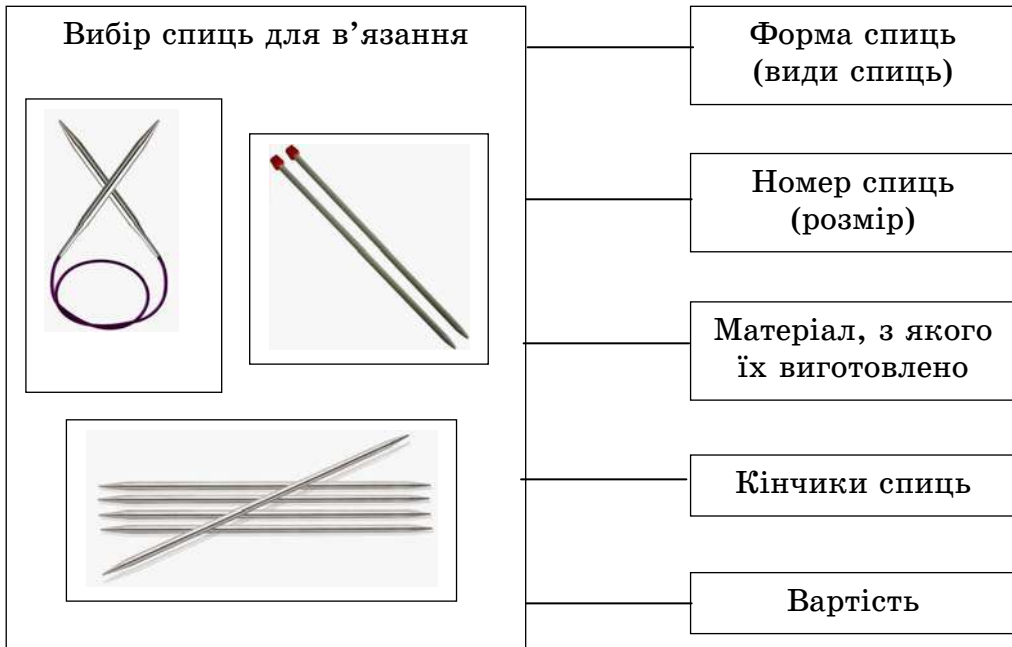 Вибір спиць для в’язання
Форма спиць
(види спиць)
Номер спиць
(розмір)
Матеріал, з якого
їх виготовлено
Кінчики спиць
Вартість